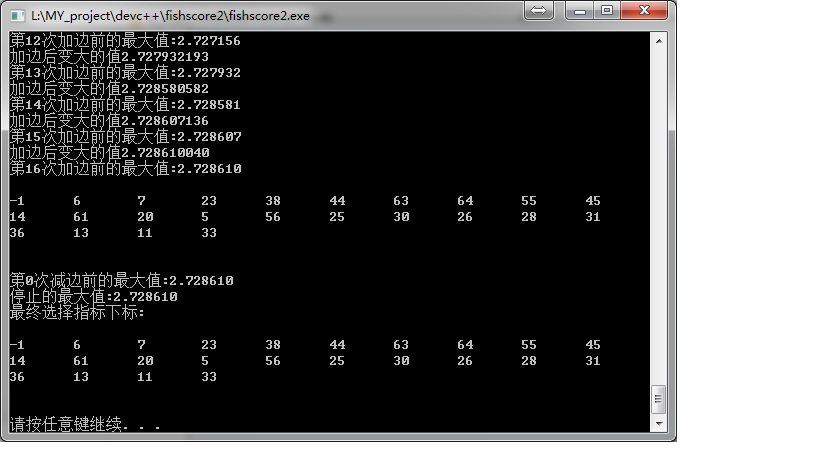 L:\MY_project\devc++\fishscore2\fishscore2.exe
第12次加边前的最大值:2.727156
加边后变大的值2.727932193
第13次加边前的最大值:2.727932
加边后变大的值2.728580582
第14次加边前的最大值:2.728581
加边后变大的值2.728607136
第15次加边前的最大值:2.728607
加边后变大的值2.728610040
第16次加边前的最大值:2.728610
-1 6 7 23 38 44 63 64 55 45
14 61 20 5 56 25 30 26 28 31
36 13 11 33
第0次减边前的最大值:2.728610
停止的最大值:2.728610
最终选择指标下标:
-1 6 7 23 38 44 63 64 55 45
14 61 20 5 56 25 30 26 28 31
36 13 11 33
请按任意键继续. . .